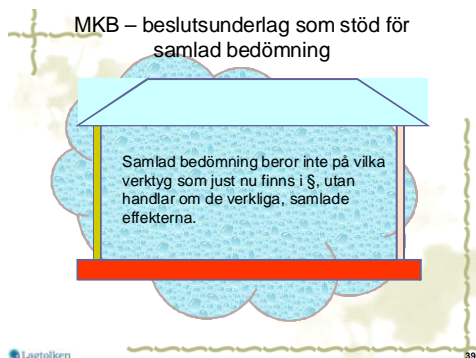 MKB – beslutsunderlag som stöd för
samlad bedömning
Samlad bedömning beror inte på vilka
verktyg som just nu finns i §, utan
handlar om de verkliga, samlade
effekterna.
Lagtolken
39